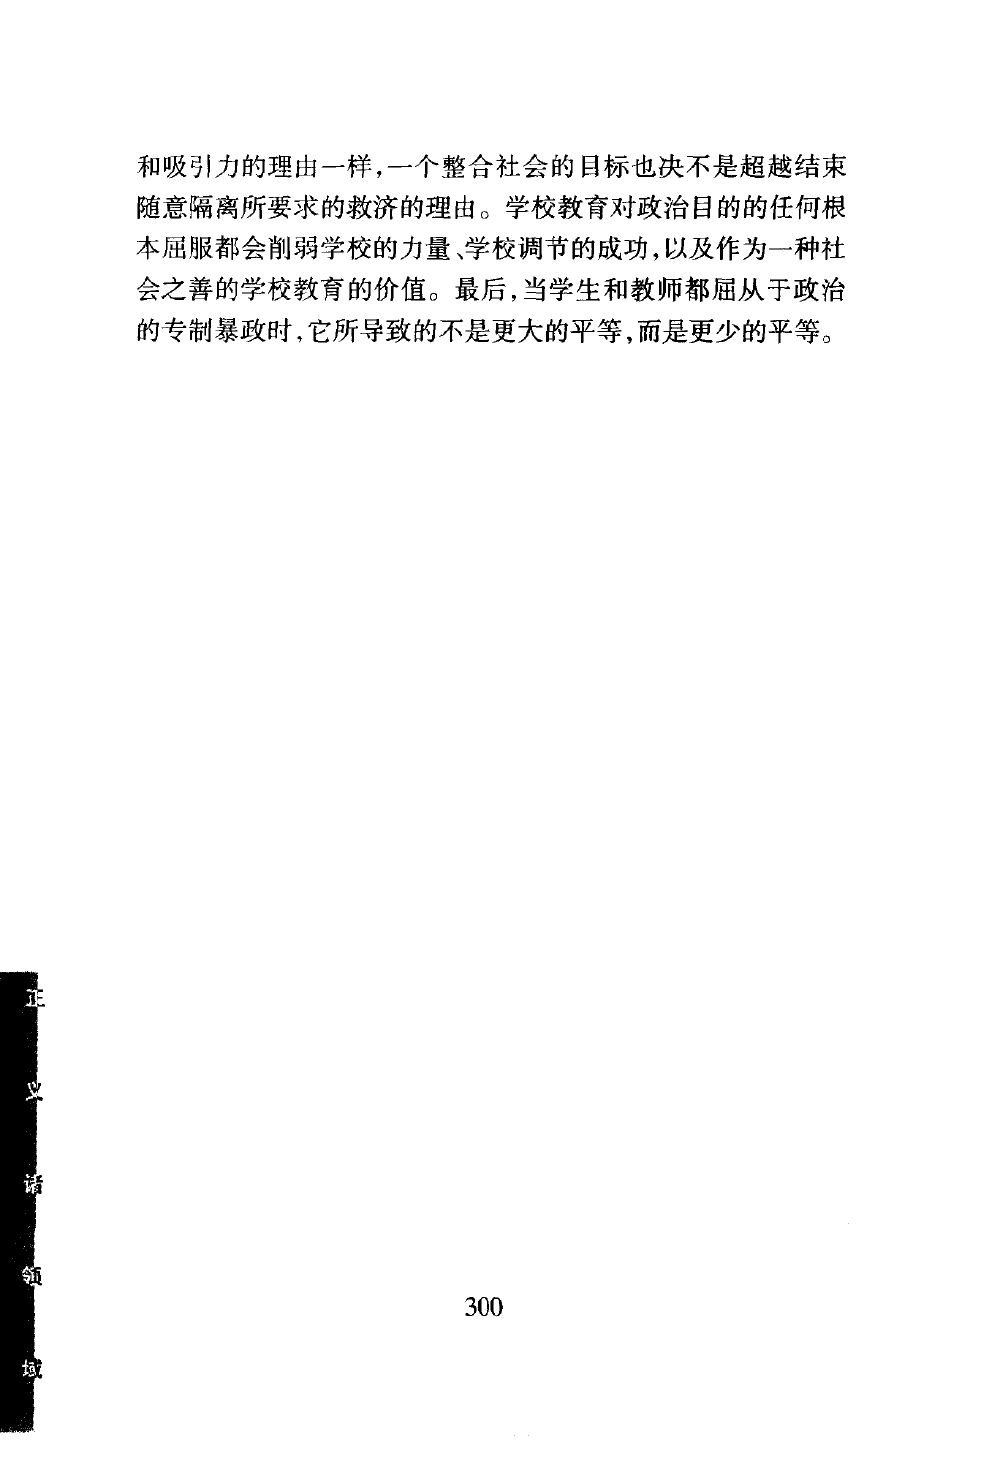 和吸引力的理由一样,一个整合社会的目标也决不是超越结束
随意隔离所要求的救济的理由。学校教育对政治目的的任何根
本屈服都会削弱学校的力量、学校调节的成功,以及作为一种社
会之善的学校教育的价值。最后,当学生和教师都屈从于政治
的专制暴政时,它所导致的不是更大的平等,而是更少的平等。
正
义
诸
领
域
300